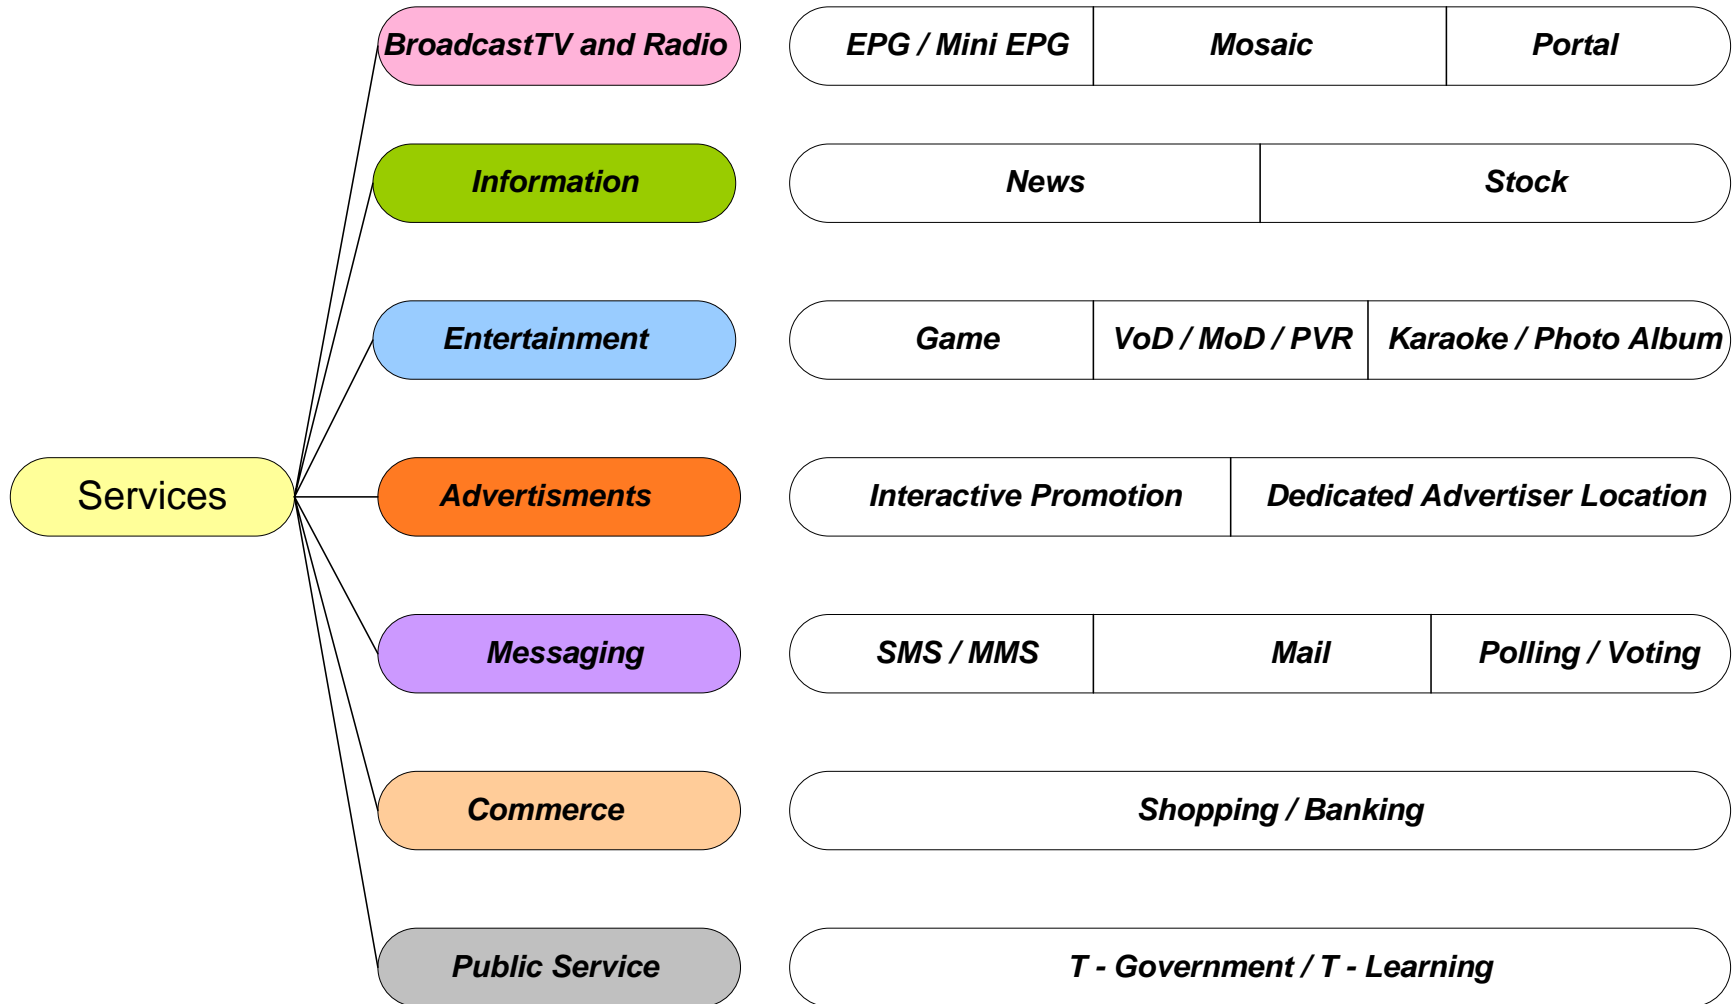 BroadcastTV and Radio
EPG / Mini EPG
Mosaic
Portal
Information
News
Stock
Entertainment
Game
VoD / MoD / PVR
Karaoke / Photo Album
Services
Advertisments
Interactive Promotion
Dedicated Advertiser Location
Messaging
SMS / MMS
Mail
Polling / Voting
Commerce
Shopping / Banking
Public Service
T - Government / T - Learning